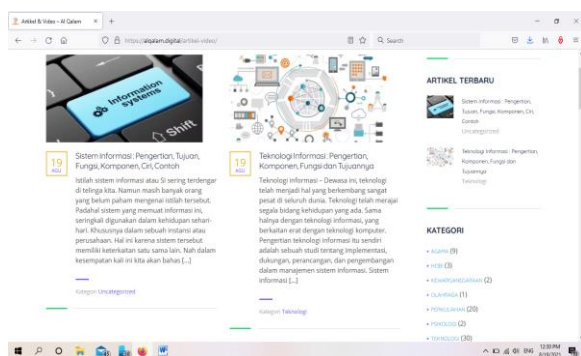 Artikel & Video – Al Qalam
https://alqalam.digital/artikel-video/
Search
Information
systems
Shift
19
AGU
Sistem informasi : Pengertian, Tujuan,
Fungsi, Komponen, Ciri, Contoh
Istilah sistem informasi atau SI sering terdengar
di telinga kita. Namun masih banyak orang
yang belum paham mengenai istilah tersebut.
Padahal sistem yang memuat informasi ini,
seringkali digunakan dalam kehidupan sehari-
hari. Khususnya dalam sebuah instansi atau
perusahaan. Hal ini karena sistem tersebut
memiliki keterkaitan satu sama lain. Nah dalam
kesempatan kali ini kita akan bahas [...]
Kategori Uncategorized
19
AGU
Teknologi Informasi : Pengertian,
Komponen, Fungsi dan Tujuannya
Teknologi informasi – Dewasa ini, teknologi
telah menjadi hal yang berkembang sangat
pesat di seluruh dunia. Teknologi telah merajai
segala bidang kehidupan yang ada. Sama
halnya dengan teknologi informasi, yang
berkaitan erat dengan teknologi komputer.
Pengertian teknologi informasi itu sendiri
adalah sebuah studi tentang implementasi,
dukungan, perancangan, dan pengembangan
dalam manajemen sistem informasi. Sistem
informasi [...]
Kategori Teknologi
ARTIKEL TERBARU
Sistem informasi : Pengertian,
Tujuan, Fungsi, Komponen, Ciri,
Contoh
Uncategorized
Teknologi Informasi : Pengertian,
Komponen, Fungsi dan
Tujuannya
Teknologi
KATEGORI
AGAMA (9)
HOBI (3)
KEWARGANEGARAAN (2)
OLAHRAGA (1)
PERKULIAHAN (20)
PSIKOLOGI (2)
TEKNOLOGI (30)
ENG
12:30 PM
8/19/2021